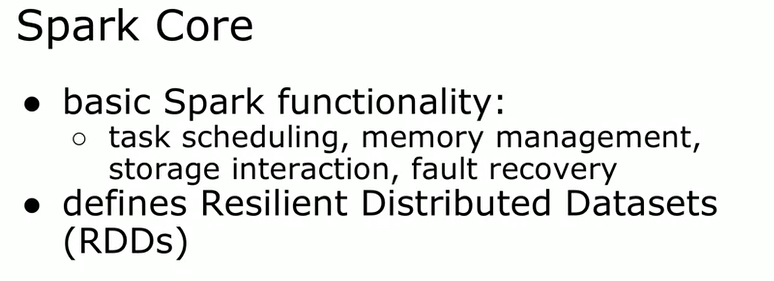 Spark Core
● basic Spark functionality:
○ task scheduling, memory management,
storage interaction, fault recovery
● defines Resilient Distributed Datasets
(RDDs)